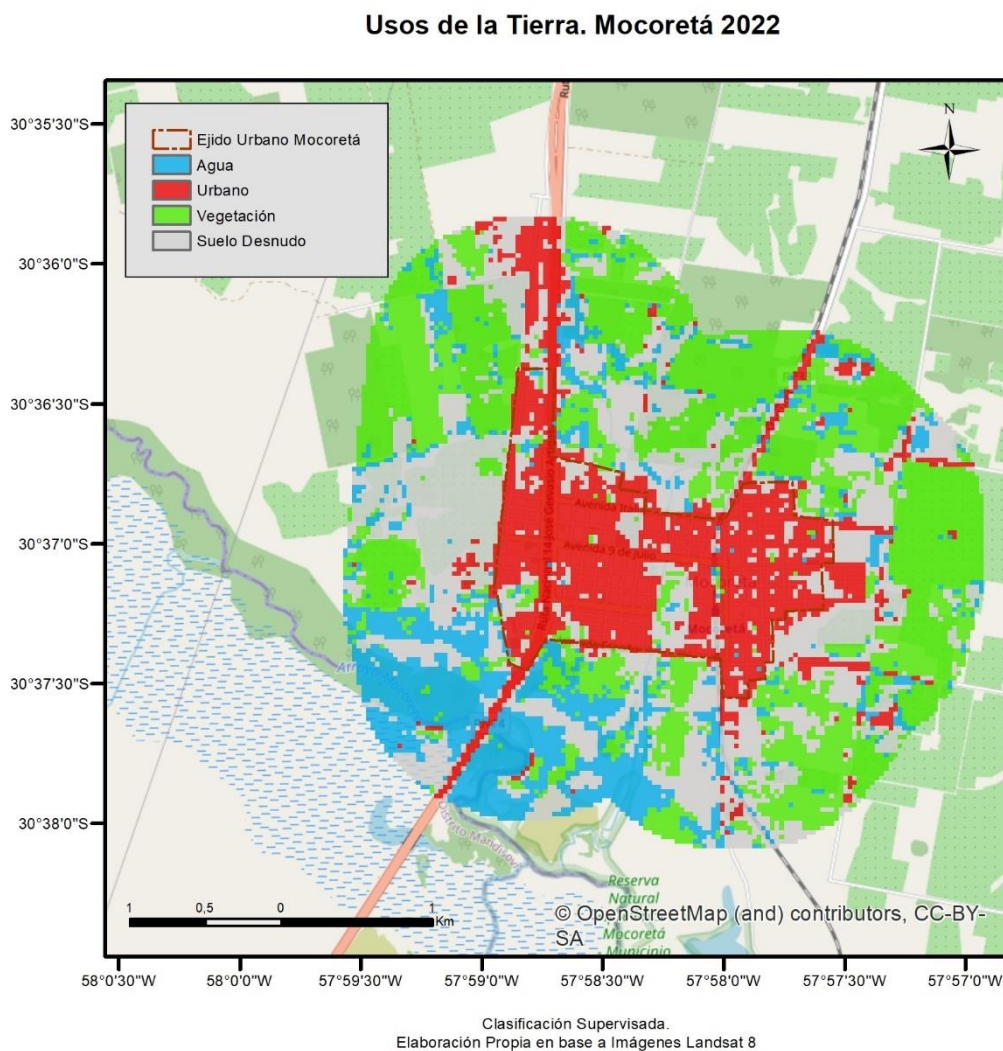 Usos de la Tierra. Mocoretá 2022
Ejido Urbano Mocoretá
Agua
Urbano
Vegetación
Suelo Desnudo
N
30°35'30"S
30°36'0"S
30°36'30"S
30°37'0"S
30°37'30"S
30°38'0"S
Avenida 9 de Julio
Mocoretá
Distrito Mandisoví
Reserva
Natural
Mocoretá
Municipio
1 0,5 0 1
Km
© OpenStreetMap (and) contributors, CC-BY-
SA
58°0'30"W 58°0'0"W 57°59'30"W 57°59'0"W 57°58'30"W 57°58'0"W 57°57'30"W 57°57'0"W
Clasificación Supervisada.
Elaboración Propia en base a Imágenes Landsat 8